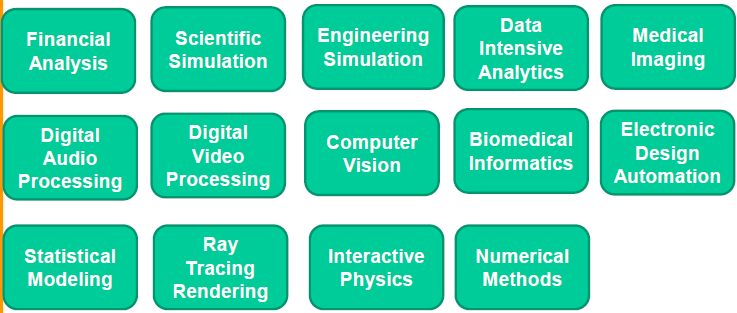 Financial
Analysis
Scientific
Simulation
Engineering
Simulation
Data
Intensive
Analytics
Medical
Imaging
Digital
Audio
Processing
Digital
Video
Processing
Computer
Vision
Biomedical
Informatics
Electronic
Design
Automation
Statistical
Modeling
Ray
Tracing
Rendering
Interactive
Physics
Numerical
Methods